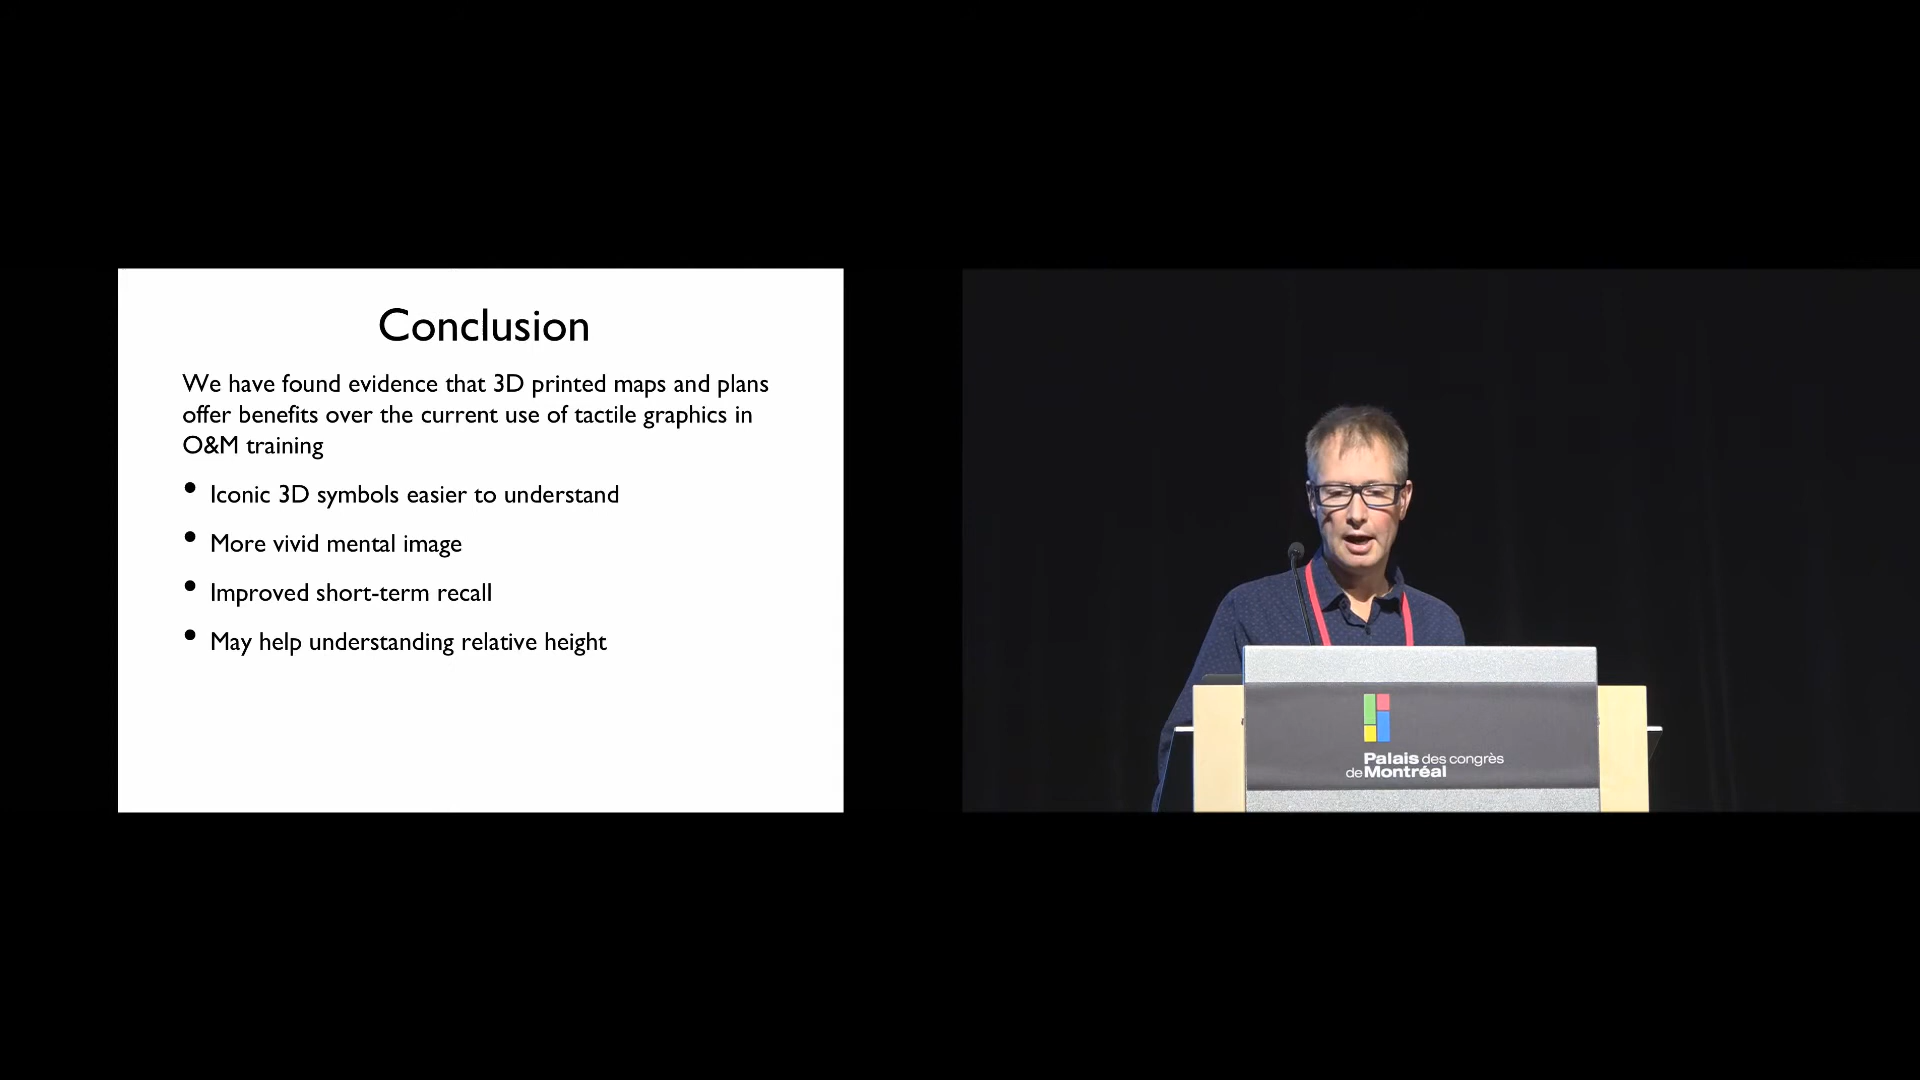 Conclusion
We have found evidence that 3D printed maps and plans
offer benefits over the current use of tactile graphics in
O&M training
• Iconic 3D symbols easier to understand
• More vivid mental image
• Improved short-term recall
• May help understanding relative height
Palais des congrès
de Montréal